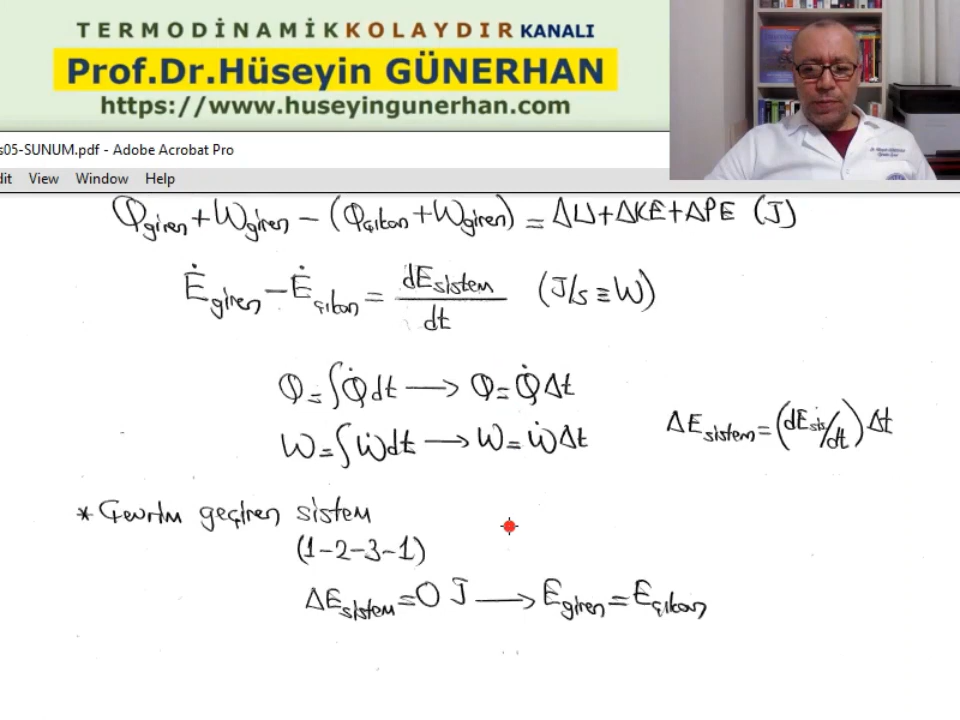 TERMODİNAMİKKOLAYDIR KANALI
Prof.Dr.Hüseyin GÜNERHAN
https://www.huseyingunerhan.com
s05-SUNUM.pdf - Adobe Acrobat Pro
dit View Window Help
Qgiren+Wgiren-(Qçıkan+Wgiren)=ΔU+ΔKE+ΔPE (J)
Ėgiren-Ėçıkan=dEsistem/dt (J/s≡W)
Q=∫Q̇dt→Q=Q̇Δt
W=∫Ẇdt→W=ẆΔt
ΔEsistem=(dEsis/dt)Δt
* Çevrim geçiren sistem
(1-2-3-1)
ΔEsistem=0 J→Egiren=Eçıkan